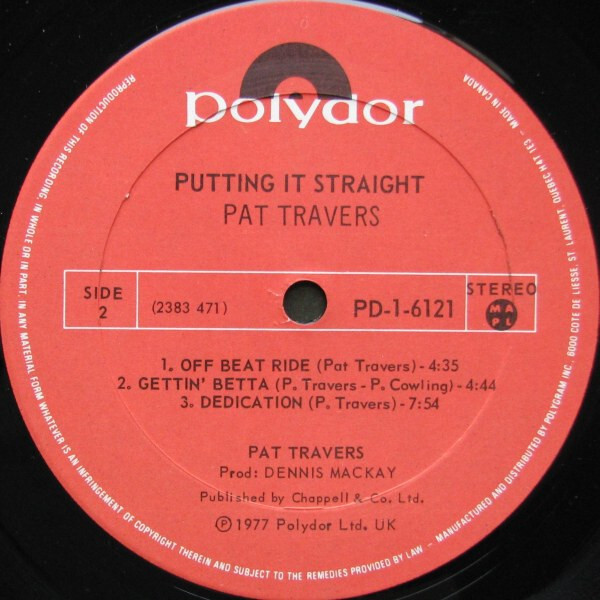 polydor
PUTTING IT STRAIGHT
PAT TRAVERS
SIDE
2
(2383 471)
PD-1-6121
STEREO
M A
P L
1. OFF BEAT RIDE (Pat Travers) - 4:35
2. GETTIN' BETTA (P. Travers - P. Cowling) - 4:44
3. DEDICATION (P. Travers) - 7:54
PAT TRAVERS
Prod: DENNIS MACKAY
Published by Chappell & Co. Ltd.
Ⓟ 1977 Polydor Ltd. UK
REPRODUCTION OF THIS RECORDING, IN WHOLE OR IN PART, IN ANY MATERIAL FORM WHATEVER IS AN INFRINGEMENT OF COPYRIGHT THEREIN AND SUBJECT TO THE REMEDIES PROVIDED BY LAW – MANUFACTURED AND DISTRIBUTED BY POLYGRAM INC. 6000 COTE DE LIESSE, ST LAURENT, QUEBEC H4T 1E3 – MADE IN CANADA